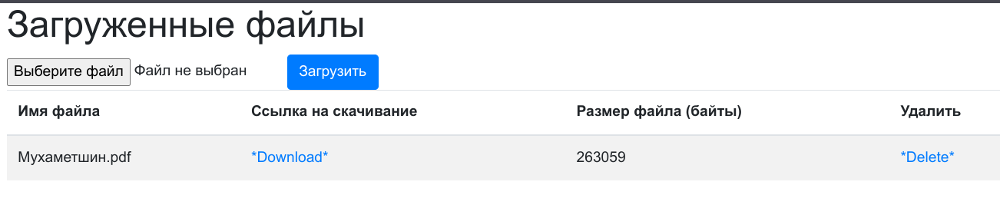 Загруженные файлы
Выберите файл Файл не выбран Загрузить
Имя файла Ссылка на скачивание Размер файла (байты) Удалить
Мухаметшин.pdf *Download* 263059 *Delete*